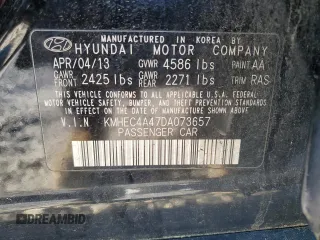 MANUFACTURED IN KOREA BY
HYUNDAI MOTOR COMPANY
APR/04/13 GVWR 4586 lbs PAINT AA
GAWR FRONT 2425 lbs GAWR REAR 2271 lbs TRIM RAS
THIS VEHICLE CONFORMS TO ALL APPLICABLE U.S. FEDERAL MOTOR VEHICLE SAFETY, BUMPER, AND THEFT PREVENTION STANDARDS IN EFFECT ON THE DATE OF MANUFACTURE SHOWN ABOVE.
V.I.N KMHEC4A47DA073657
PASSENGER CAR
AUTOBIDMD